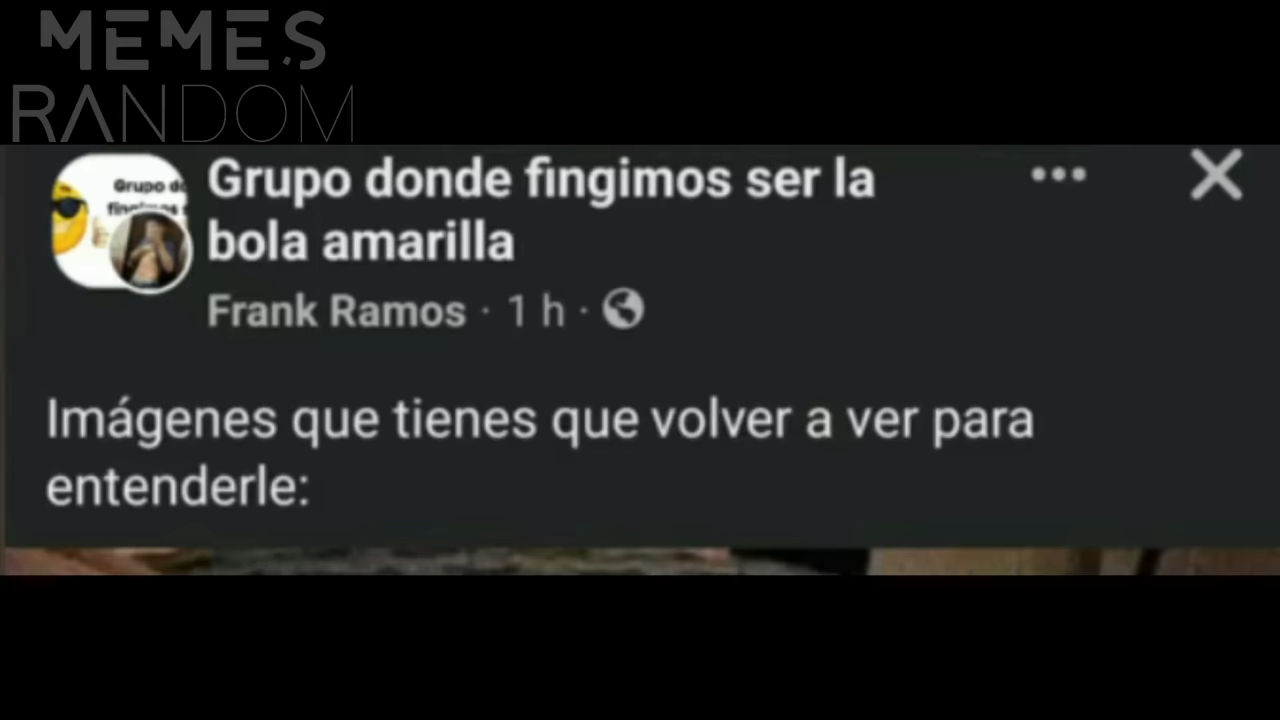 MEMES
RANDOM
Grupo donde fingimos ser la
bola amarilla
Frank Ramos · 1 h ·
Imágenes que tienes que volver a ver para
entenderle: